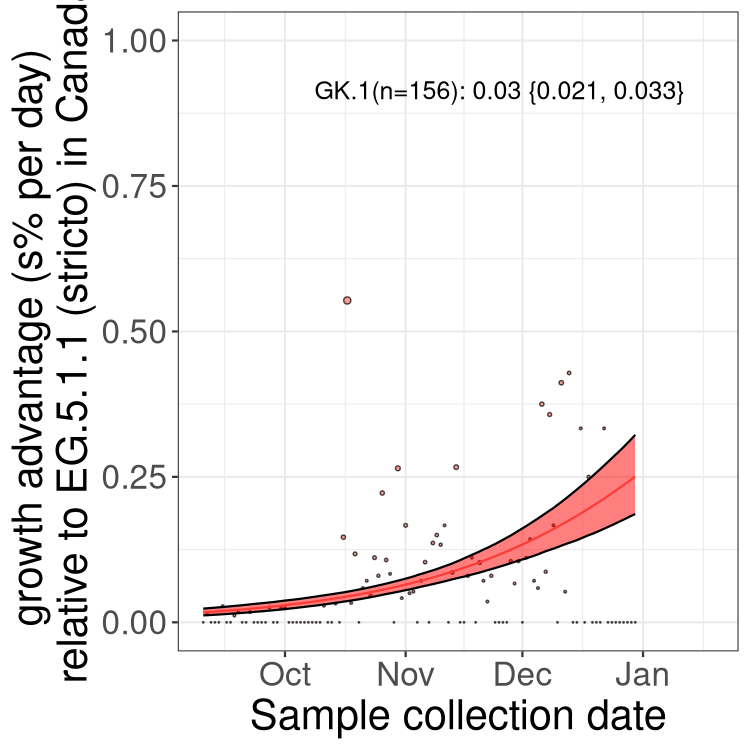 growth advantage (s% per day)
relative to EG.5.1.1 (stricto) in Canada
1.00
0.75
0.50
0.25
0.00
GK.1(n=156): 0.03 {0.021, 0.033}
Oct Nov Dec Jan
Sample collection date